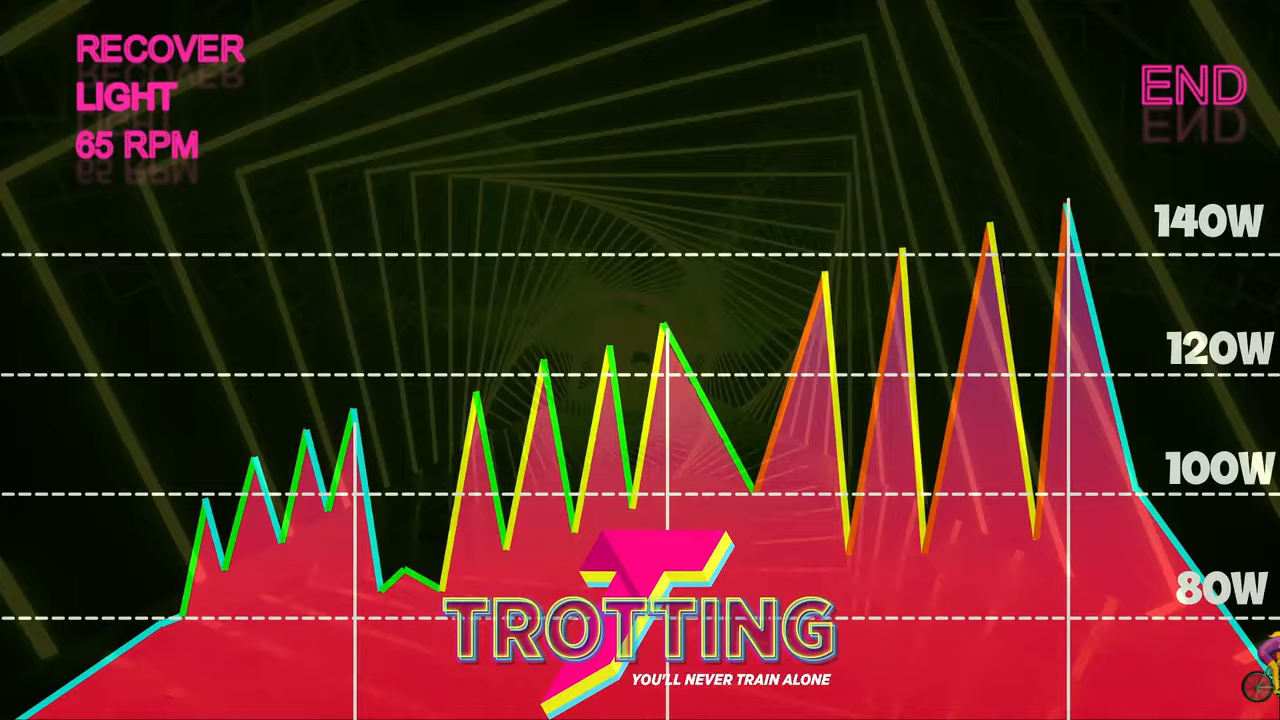 RECOVER
LIGHT
65 RPM
END
140W
120W
100W
80W
TROTTING
YOU'LL NEVER TRAIN ALONE